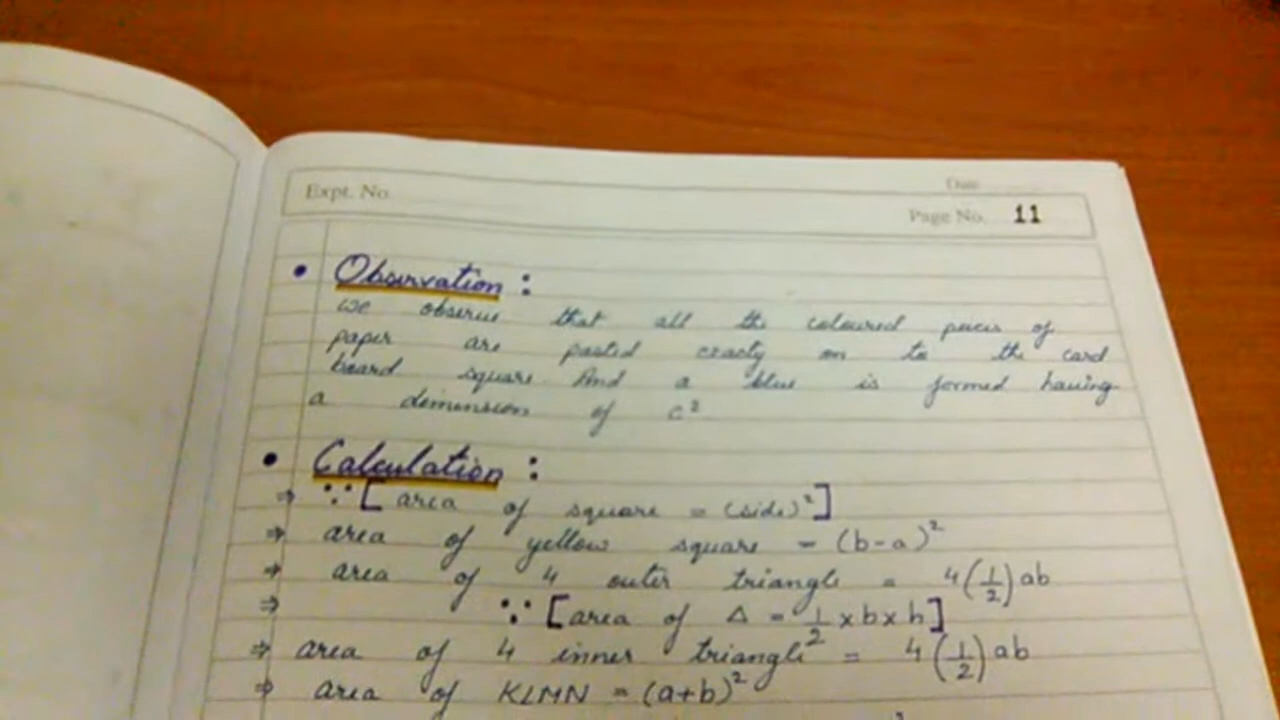 Expt. No.
Date
Page No. 11
• Observation :
we observe that all the coloured pieces of
paper are pasted exacty on to the card
board square. And a blue is formed having
a demension of c²
• Calculation :
⇒ ∵ [area of square = (side)²]
⇒ area of yellow square = (b-a)²
⇒ area of 4 outer triangle = 4(1/2)ab
⇒ ∵ [area of Δ = 1/2 x b x h]
⇒ area of 4 inner triangle = 4(1/2)ab
⇒ area of KLMN = (a+b)²